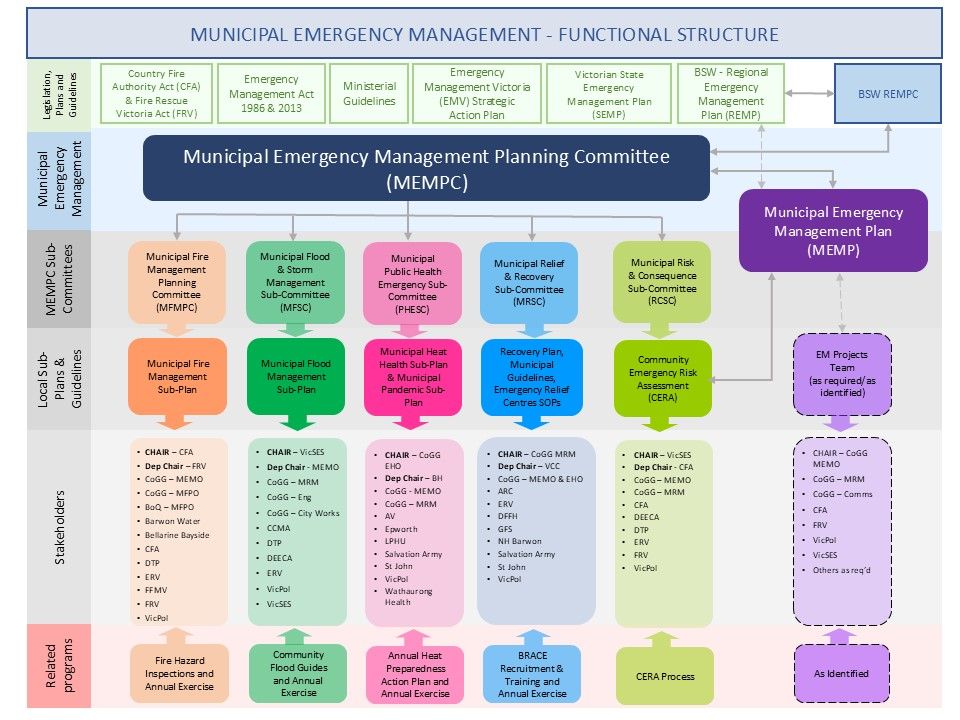 MUNICIPAL EMERGENCY MANAGEMENT - FUNCTIONAL STRUCTURE
Legislation,
Plans and
Guidelines
Country Fire
Authority Act (CFA)
& Fire Rescue
Victoria Act (FRV)
Emergency
Management Act
1986 & 2013
Ministerial
Guidelines
Emergency
Management Victoria
(EMV) Strategic
Action Plan
Victorian State
Emergency
Management Plan
(SEMP)
BSW - Regional
Emergency
Management
Plan (REMP)
BSW REMPC
Municipal
Emergency
Management
Municipal Emergency Management Planning Committee
(MEMPC)
Municipal Emergency
Management Plan
(MEMP)
MEMPC Sub-
Committees
Municipal Fire
Management
Planning
Committee
(MFMPC)
Municipal Flood
& Storm
Management
Sub-Committee
(MFSC)
Municipal
Public Health
Emergency Sub-
Committee
(PHESC)
Municipal Relief
& Recovery
Sub-Committee
(MRSC)
Municipal Risk
& Consequence
Sub-Committee
(RCSC)
Local Sub-
Plans &
Guidelines
Municipal Fire
Management
Sub-Plan
Municipal Flood
Management
Sub-Plan
Municipal Heat
Health Sub-Plan
& Municipal
Pandemic Sub-
Plan
Recovery Plan,
Municipal
Guidelines,
Emergency Relief
Centres SOPs
Community
Emergency Risk
Assessment
(CERA)
EM Projects
Team
(as required/as
identified)
Stakeholders
• CHAIR – CFA
• Dep Chair – FRV
• CoGG – MEMO
• CoGG – MFPO
• BoQ – MFPO
• Barwon Water
• Bellarine Bayside
• CFA
• DTP
• ERV
• FFMV
• FRV
• VicPol
• CHAIR – VicSES
• Dep Chair - MEMO
• CoGG – MRM
• CoGG – Eng
• CoGG – City Works
• CCMA
• DTP
• DEECA
• ERV
• VicPol
• VicSES
• CHAIR – CoGG
EHO
• Dep Chair – BH
• CoGG - MEMO
• CoGG – MRM
• AV
• Epworth
• LPHU
• Salvation Army
• St John
• VicPol
• Wathaurong
Health
• CHAIR – CoGG MRM
• Dep Chair – VCC
• CoGG – MEMO & EHO
• ARC
• ERV
• DFFH
• GFS
• NH Barwon
• Salvation Army
• St John
• VicPol
• CHAIR – VicSES
• Dep Chair - CFA
• CoGG – MEMO
• CoGG – MRM
• CFA
• DEECA
• DTP
• ERV
• FRV
• VicPol
• CHAIR – CoGG
MEMO
• CoGG – MRM
• CoGG – Comms
• CFA
• FRV
• VicPol
• VicSES
• Others as req'd
Related
programs
Fire Hazard
Inspections and
Annual Exercise
Community
Flood Guides
and Annual
Exercise
Annual Heat
Preparedness
Action Plan and
Annual Exercise
BRACE
Recruitment &
Training and
Annual Exercise
CERA Process
As Identified